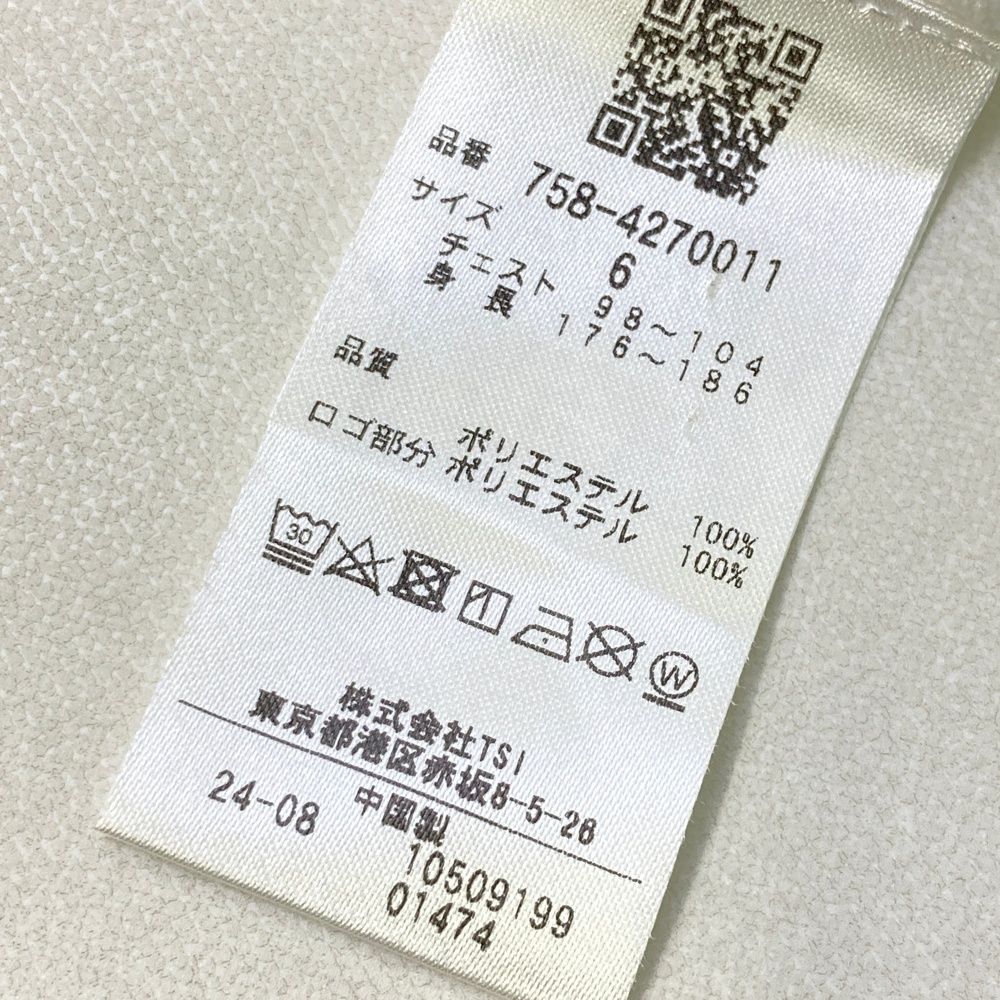 品番 758-4270011
サイズ 6
チェスト 98～104
身長 176～186
品質
ポリエステル 100%
ロゴ部分 ポリエステル 100%
30
W
株式会社TSI
東京都港区赤坂8-5-26
24-08 中国製
10509199
01474